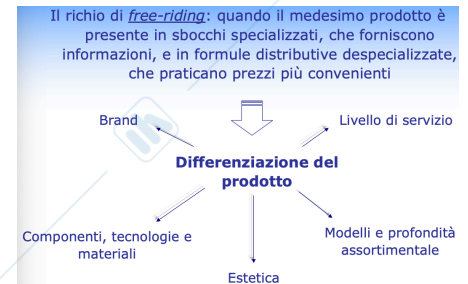 Il richio di free-riding: quando il medesimo prodotto è
presente in sbocchi specializzati, che forniscono
informazioni, e in formule distributive despecializzate,
che praticano prezzi più convenienti
Brand
Livello di servizio
Differenziazione del
prodotto
Componenti, tecnologie e
materiali
Modelli e profondità
assortimentale
Estetica